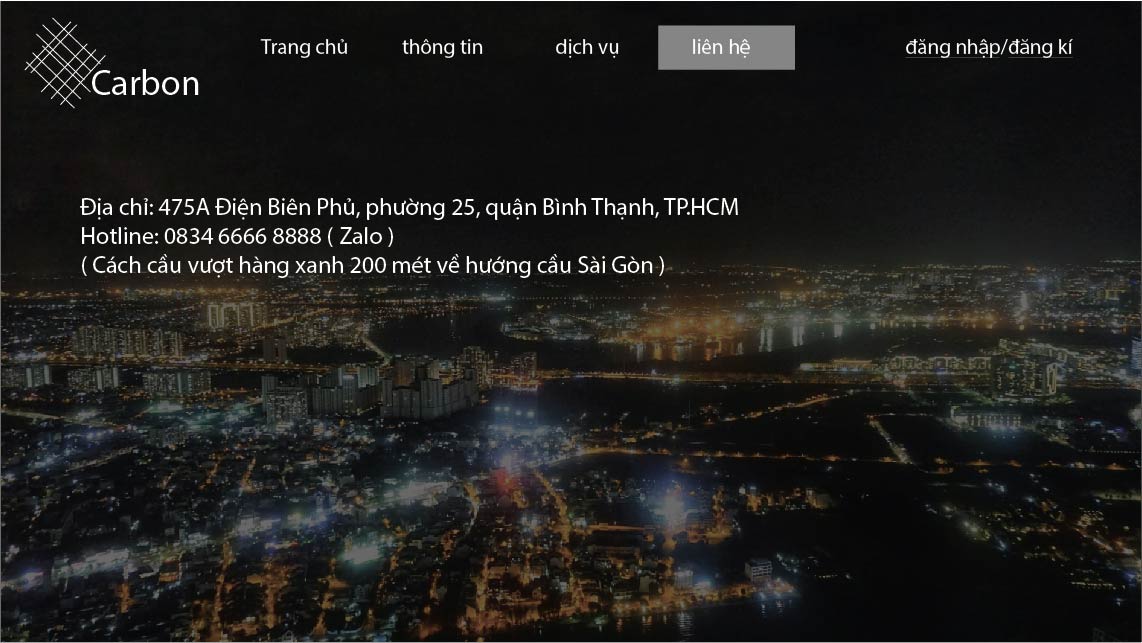 Trang chủ thông tin dịch vụ liên hệ đăng nhập/đăng kí
Carbon
Địa chỉ: 475A Điện Biên Phủ, phường 25, quận Bình Thạnh, TP.HCM
Hotline: 0834 6666 8888 ( Zalo )
( Cách cầu vượt hàng xanh 200 mét về hướng cầu Sài Gòn )